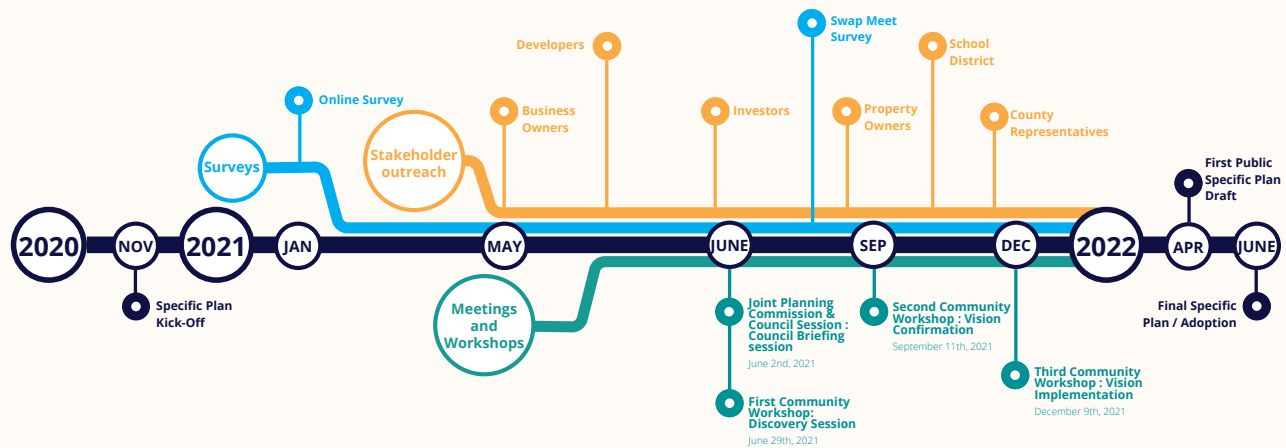 Swap Meet
Survey
Developers
School
District
Online Survey
Business
Owners
Investors
Property
Owners
County
Representatives
Surveys
Stakeholder
outreach
First Public
Specific Plan
Draft
2020
NOV
2021
JAN
MAY
JUNE
SEP
DEC
2022
APR
JUNE
Specific Plan
Kick-Off
Meetings
and
Workshops
Joint Planning
Commission &
Council Session :
Council Briefing
session
June 2nd, 2021
First Community
Workshop:
Discovery Session
June 29th, 2021
Second Community
Workshop : Vision
Confirmation
September 11th, 2021
Third Community
Workshop : Vision
Implementation
December 9th, 2021
Final Specific
Plan / Adoption